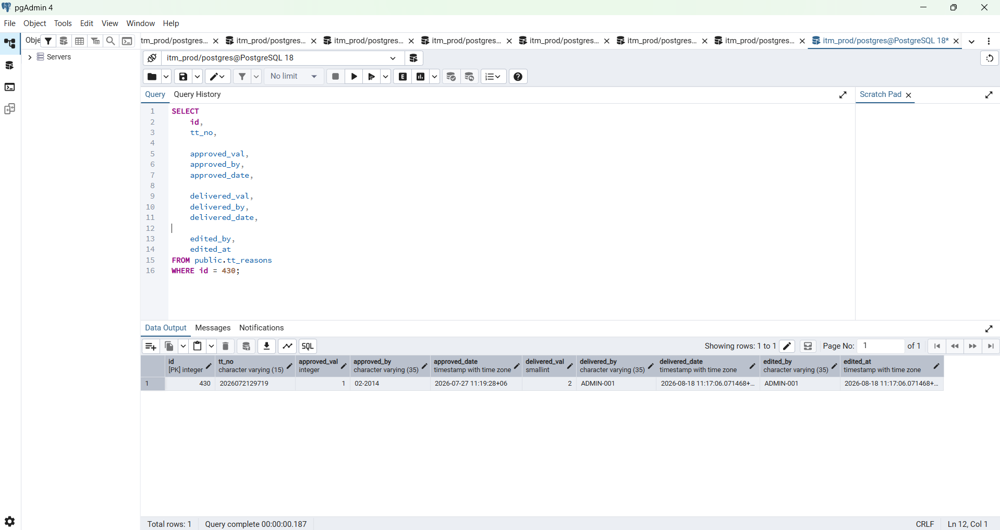 pgAdmin 4
File Object Tools Edit View Window Help
Obje
tm_prod/postgres... itm_prod/postgres... itm_prod/postgres... itm_prod/postgres... itm_prod/postgres... itm_prod/postgres... itm_prod/postgres... itm_prod/postgres@PostgreSQL 18*
Servers
itm_prod/postgres@PostgreSQL 18
No limit
E
Query Query History
Scratch Pad
1 SELECT
2 id,
3 tt_no,
4
5 approved_val,
6 approved_by,
7 approved_date,
8
9 delivered_val,
10 delivered_by,
11 delivered_date,
12
13 edited_by,
14 edited_at
15 FROM public.tt_reasons
16 WHERE id = 430;
Data Output Messages Notifications
SQL
Showing rows: 1 to 1
Page No: 1 of 1
id tt_no approved_val approved_by approved_date delivered_val delivered_by delivered_date edited_by edited_at
[PK] integer character varying (15) integer character varying (35) timestamp with time zone smallint character varying (35) timestamp with time zone character varying (35) timestamp with time zone
1 430 2026072129719 1 02-2014 2026-07-27 11:19:28+06 2 ADMIN-001 2026-08-18 11:17:06.071468+... ADMIN-001 2026-08-18 11:17:06.071468+...
Total rows: 1 Query complete 00:00:00.187
CRLF Ln 12, Col 1